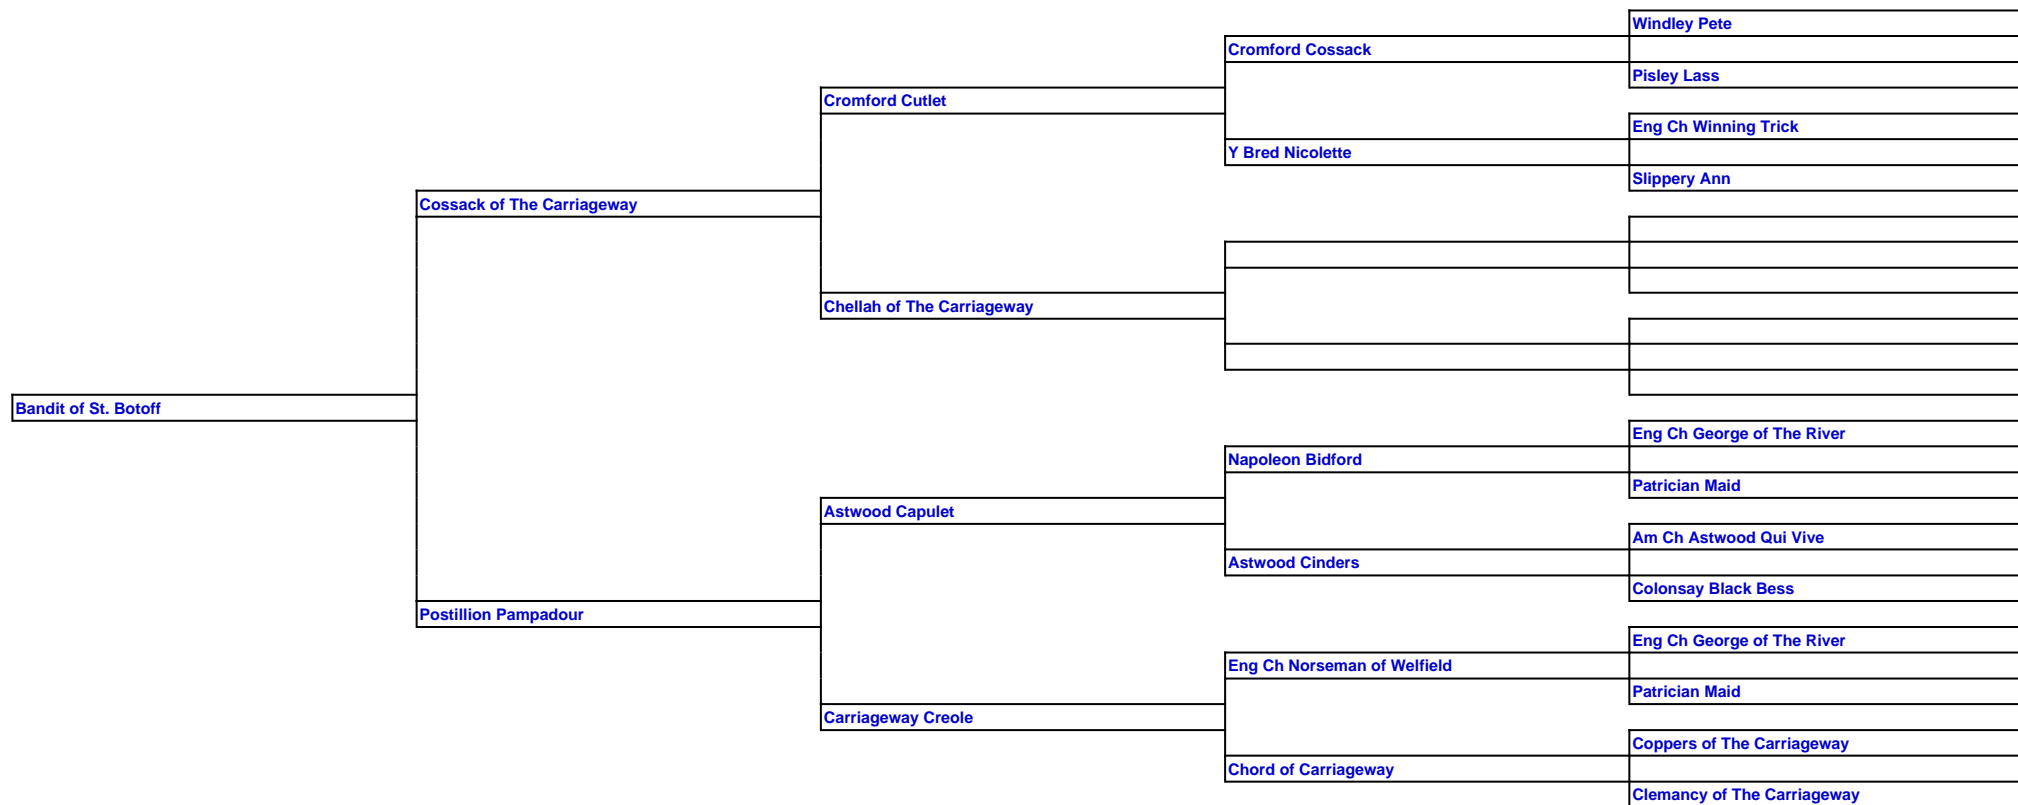 Windley Pete
Cromford Cossack
Pisley Lass
Cromford Cutlet
Eng Ch Winning Trick
Y Bred Nicolette
Slippery Ann
Cossack of The Carriageway
Chellah of The Carriageway
Bandit of St. Botoff
Eng Ch George of The River
Napoleon Bidford
Patrician Maid
Astwood Capulet
Am Ch Astwood Qui Vive
Astwood Cinders
Colonsay Black Bess
Postillion Pampadour
Eng Ch George of The River
Eng Ch Norseman of Welfield
Patrician Maid
Carriageway Creole
Coppers of The Carriageway
Chord of Carriageway
Clemancy of The Carriageway